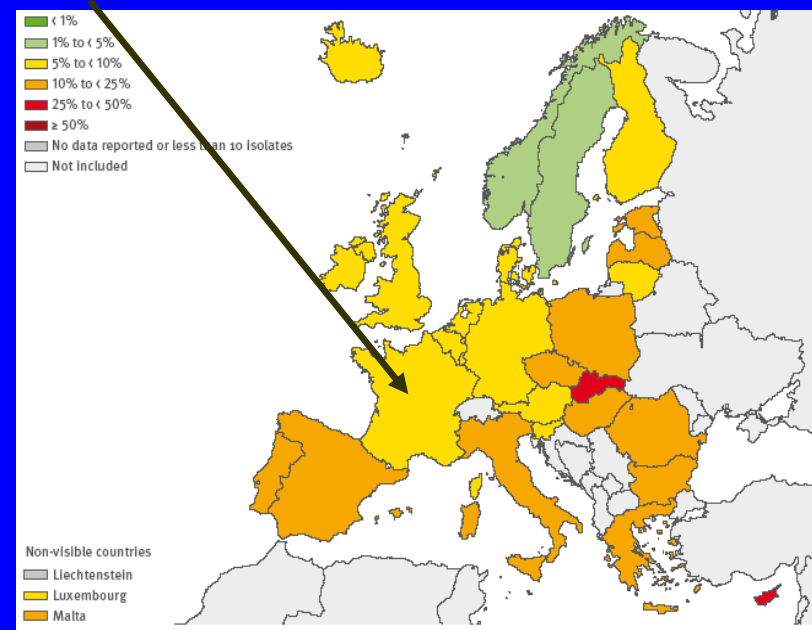 < 1%
1% to < 5%
5% to < 10%
10% to < 25%
25% to < 50%
≥ 50%
No data reported or less than 10 isolates
Not included
Non-visible countries
Liechtenstein
Luxembourg
Malta